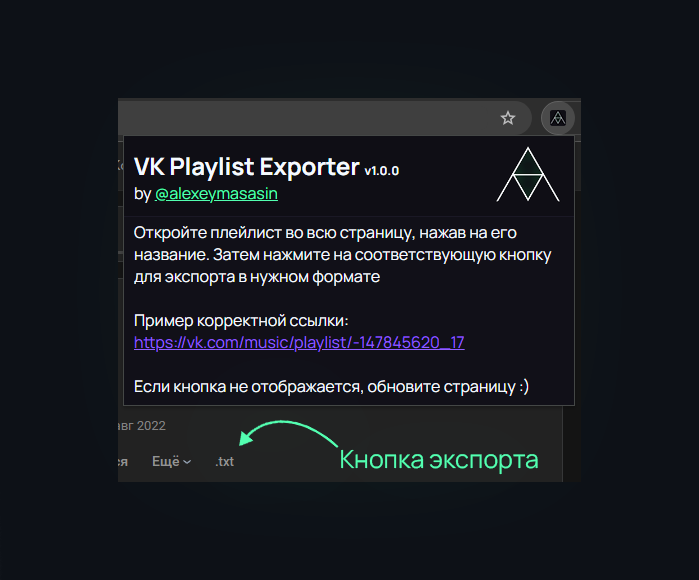 VK Playlist Exporter v1.0.0
by @alexeymasasin
Откройте плейлист во всю страницу, нажав на его
название. Затем нажмите на соответствующую кнопку
для экспорта в нужном формате
Пример корректной ссылки:
https://vk.com/music/playlist/-147845620_17
Если кнопка не отображается, обновите страницу :)
авг 2022
ся Ещё .txt
Кнопка экспорта